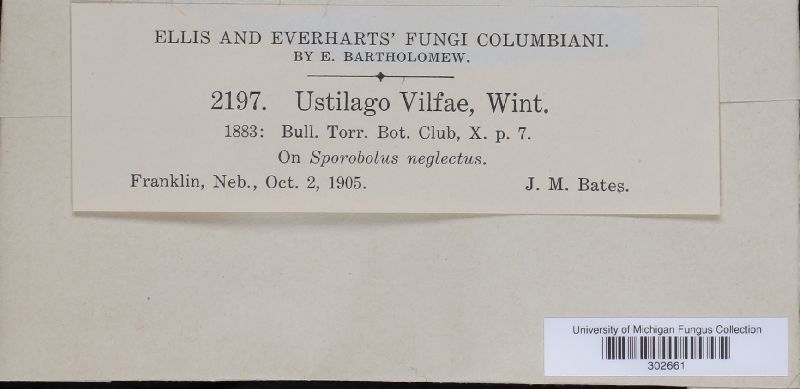 ELLIS AND EVERHARTS' FUNGI COLUMBIANI.
BY E. BARTHOLOMEW.
2197. Ustilago Vilfae, Wint.
1883: Bull. Torr. Bot. Club, X. p. 7.
On Sporobolus neglectus.
Franklin, Neb., Oct. 2, 1905. J. M. Bates.
University of Michigan Fungus Collection
302661